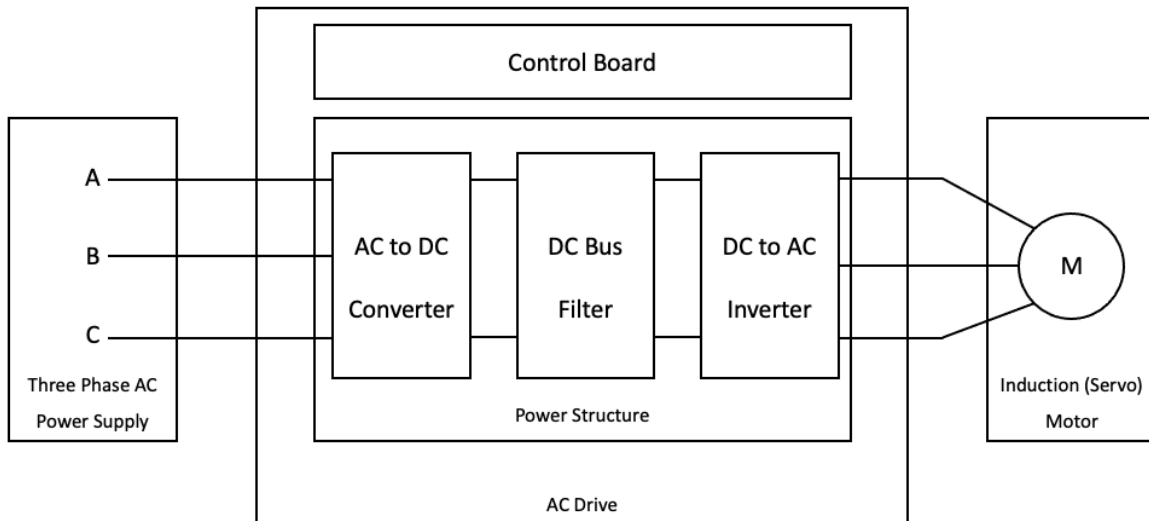 Control Board
A
B
C
Three Phase AC
Power Supply
AC to DC
Converter
DC Bus
Filter
DC to AC
Inverter
Power Structure
AC Drive
M
Induction (Servo)
Motor